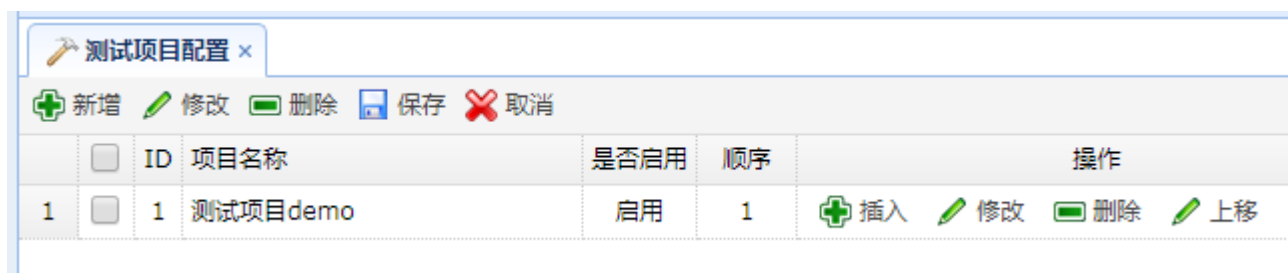 测试项目配置 ×
新增 修改 删除 保存 取消
ID 项目名称 是否启用 顺序 操作
1 1 测试项目demo 启用 1 插入 修改 删除 上移